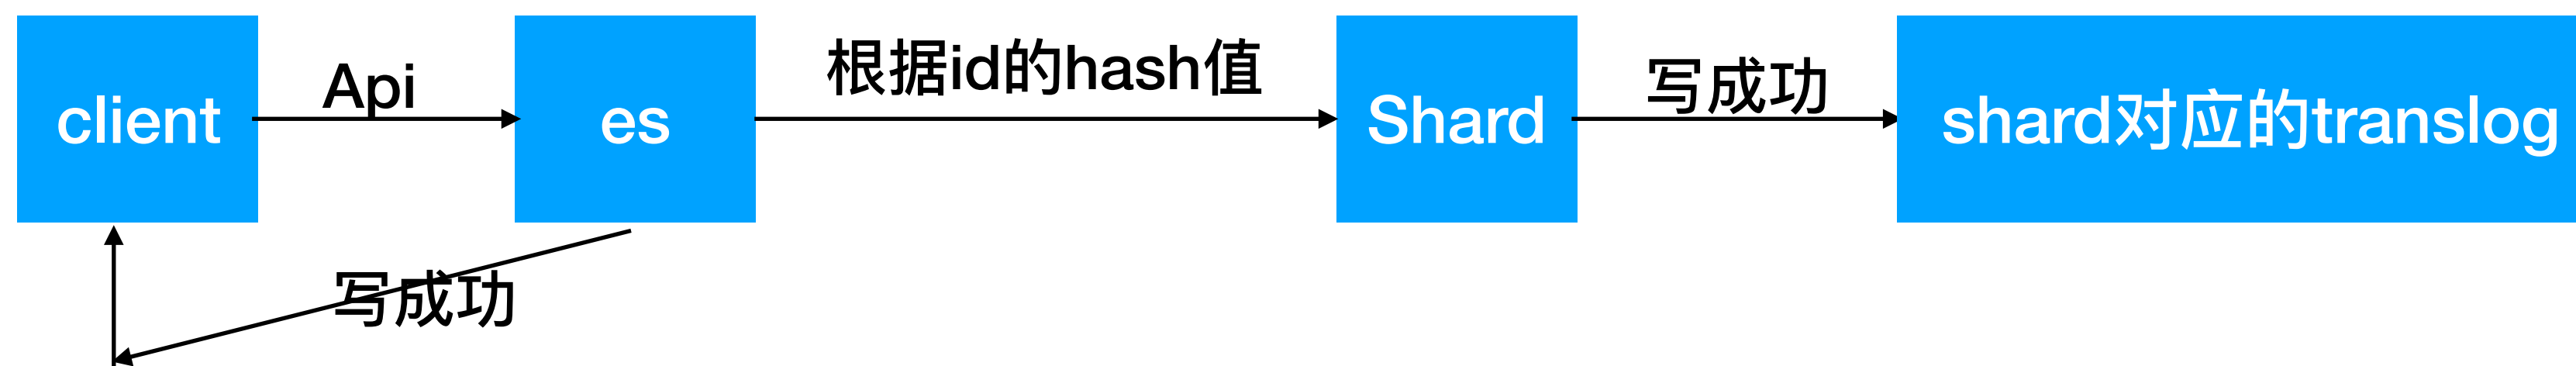 client
Api
es
根据id的hash值
Shard
写成功
shard对应的translog
写成功